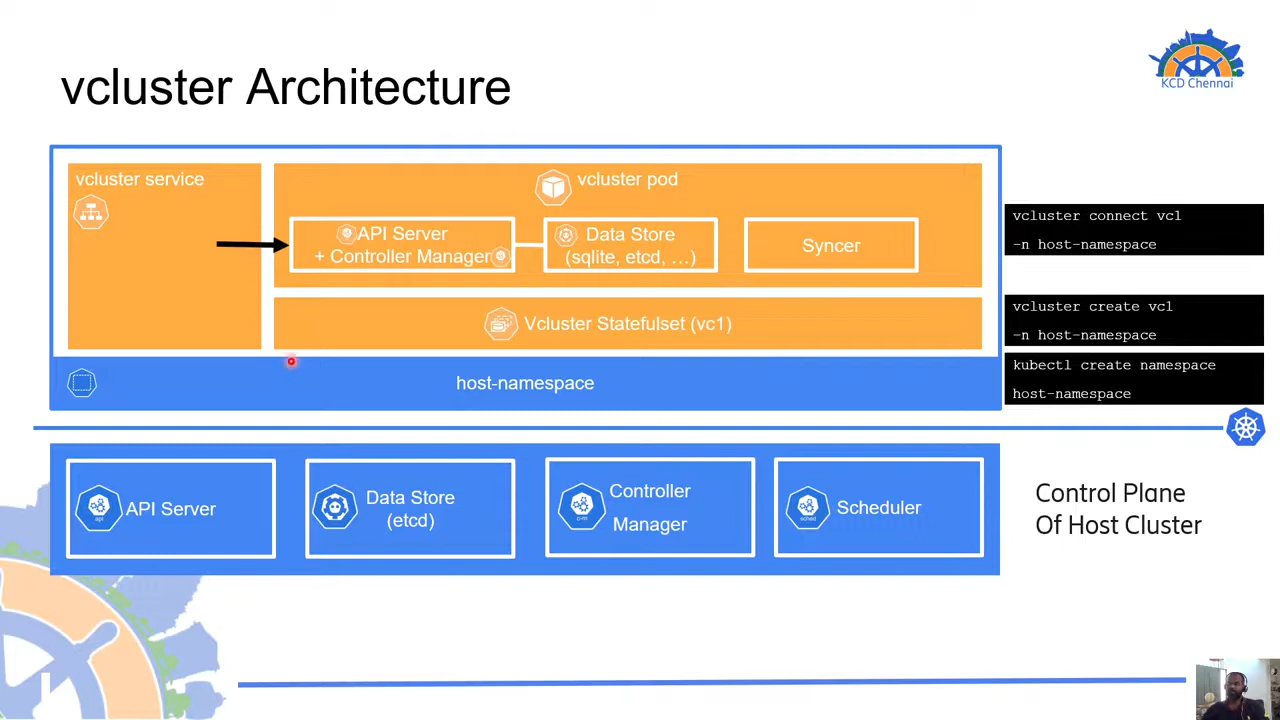 vcluster Architecture
KCD Chennai
vcluster service
vcluster pod
API Server
+ Controller Manager
Data Store
(sqlite, etcd, …)
Syncer
Vcluster Statefulset (vc1)
host-namespace
vcluster connect vc1
-n host-namespace
vcluster create vc1
-n host-namespace
kubectl create namespace
host-namespace
api
API Server
Data Store
(etcd)
c-m
Controller
Manager
sched
Scheduler
Control Plane
Of Host Cluster